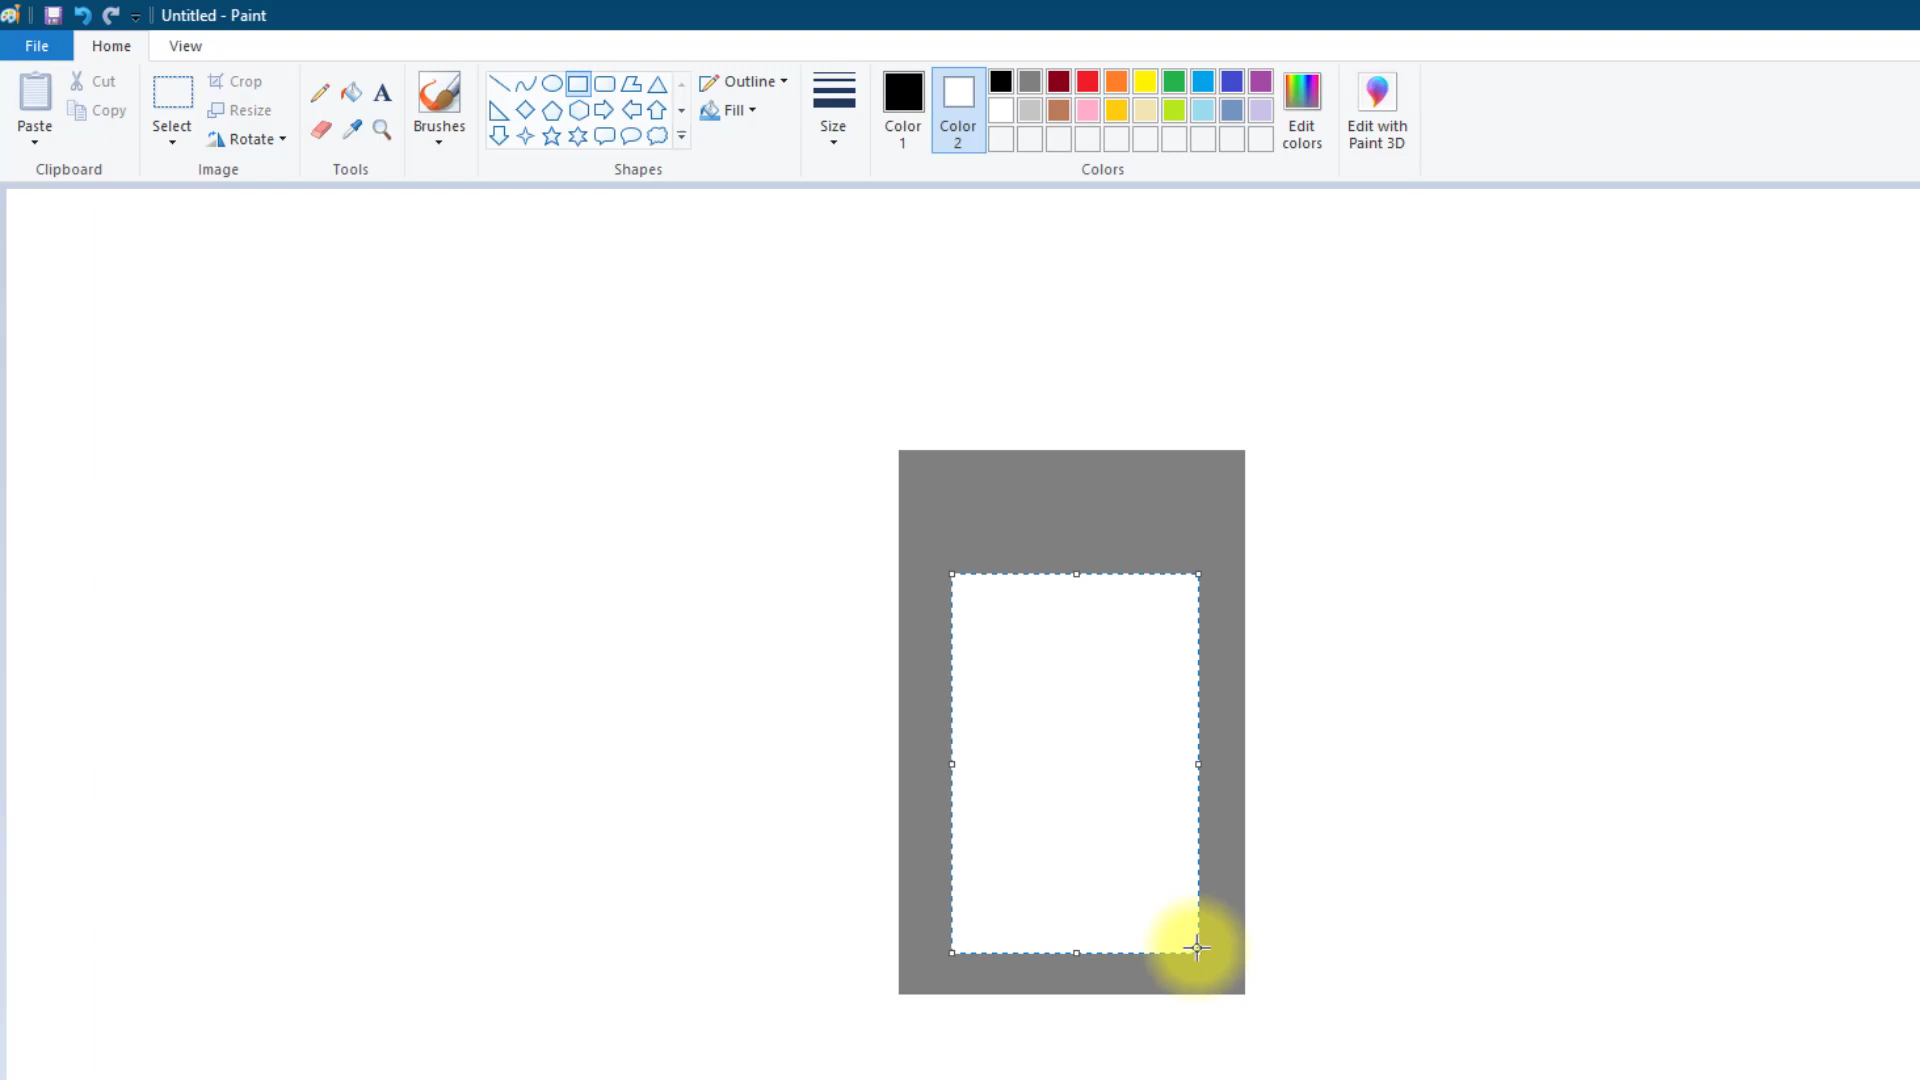 Untitled - Paint
File Home View
Paste
Cut
Copy
Clipboard
Select
Crop
Resize
Rotate
Image
A
Tools
Brushes
Outline
Fill
Shapes
Size
Color
1
Color
2
Edit
colors
Colors
Edit with
Paint 3D